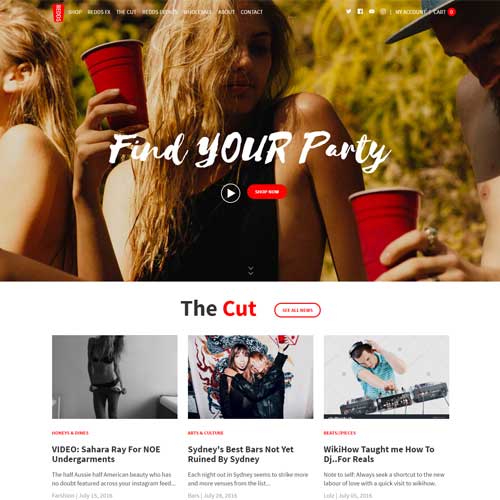 REDDS
SHOP REDDS FX THE CUT REDDS EVENTS WHOLESALE ABOUT CONTACT
| MY ACCOUNT // CART 0
Find YOUR Party
SHOP NOW
The Cut
SEE ALL NEWS
HONEYS & DIMES
VIDEO: Sahara Ray For NOE
Undergarments
The half Aussie half American beauty who has
no doubt featured across your instagram feed...
Farshion | July 15, 2016
ARTS & CULTURE
Sydney's Best Bars Not Yet
Ruined By Sydney
Each night out in Sydney seems to strike more
and more venues from the list...
Bars | July 26, 2016
BEATS//PIECES
WikiHow Taught me How To
Dj..For Reals
Note to self: Always seek a shortcut to the new
labour of love with a quick visit to wikihow.
Lolz | July 05, 2016